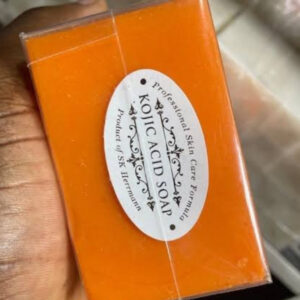 Professional Skin Care Formula
KOJIC ACID SOAP
Product of SK Herrmann